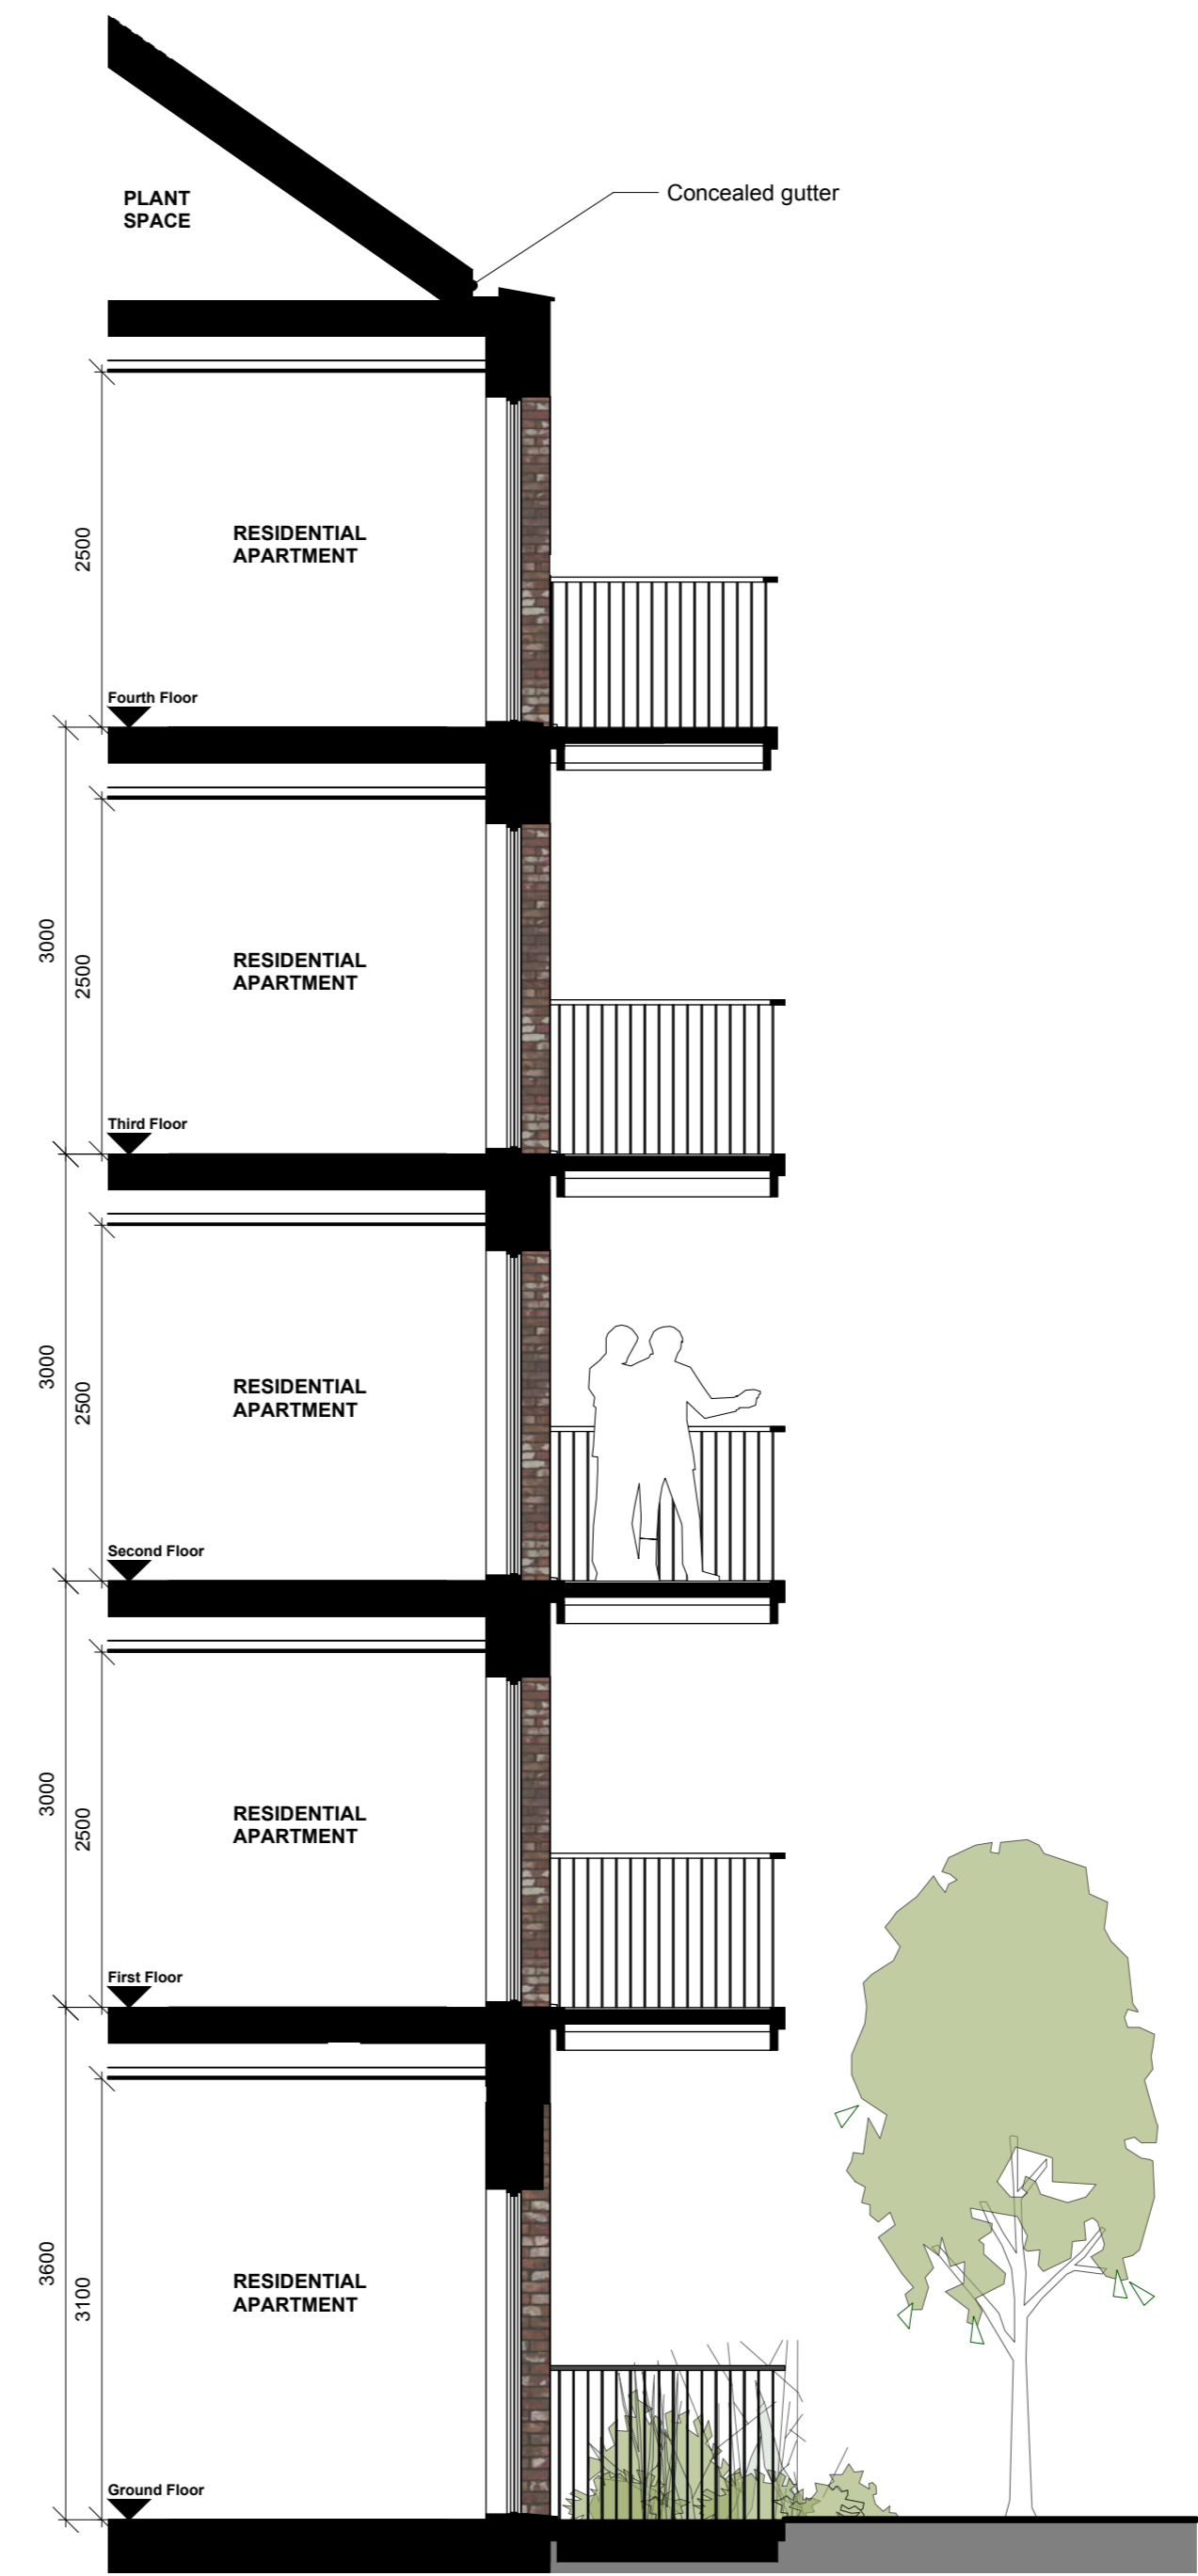 PLANT
SPACE
Concealed gutter
2500
RESIDENTIAL
APARTMENT
Fourth Floor
3000
2500
RESIDENTIAL
APARTMENT
Third Floor
3000
2500
RESIDENTIAL
APARTMENT
Second Floor
3000
2500
RESIDENTIAL
APARTMENT
First Floor
3600
3100
RESIDENTIAL
APARTMENT
Ground Floor